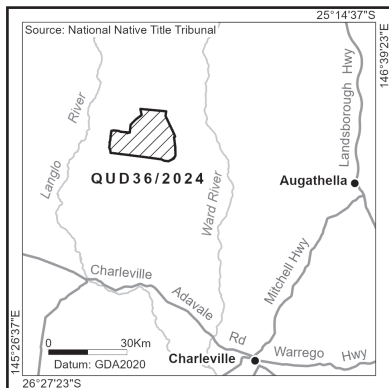 25°14'37"S
Source: National Native Title Tribunal
146°39'23"E
Landsborough Hwy
Langlo River
QUD36/2024
Ward River
Augathella
Mitchell Hwy
Charleville Adavale Rd
0 30Km
Datum: GDA2020
Charleville
Warrego Hwy
145°26'37"E
26°27'23"S